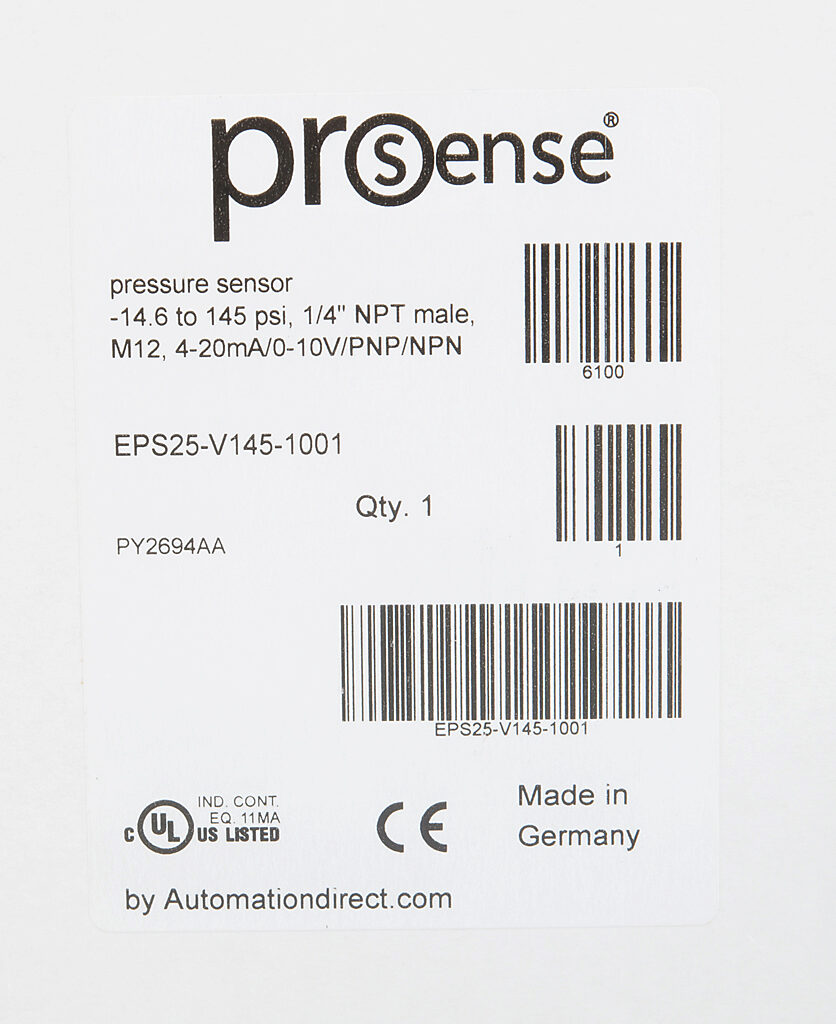 prosense®
pressure sensor
-14.6 to 145 psi, 1/4" NPT male,
M12, 4-20mA/0-10V/PNP/NPN
6100
EPS25-V145-1001
Qty. 1
1
PY2694AA
EPS25-V145-1001
IND. CONT.
EQ. 11MA
c UL US LISTED
CE
Made in
Germany
by Automationdirect.com